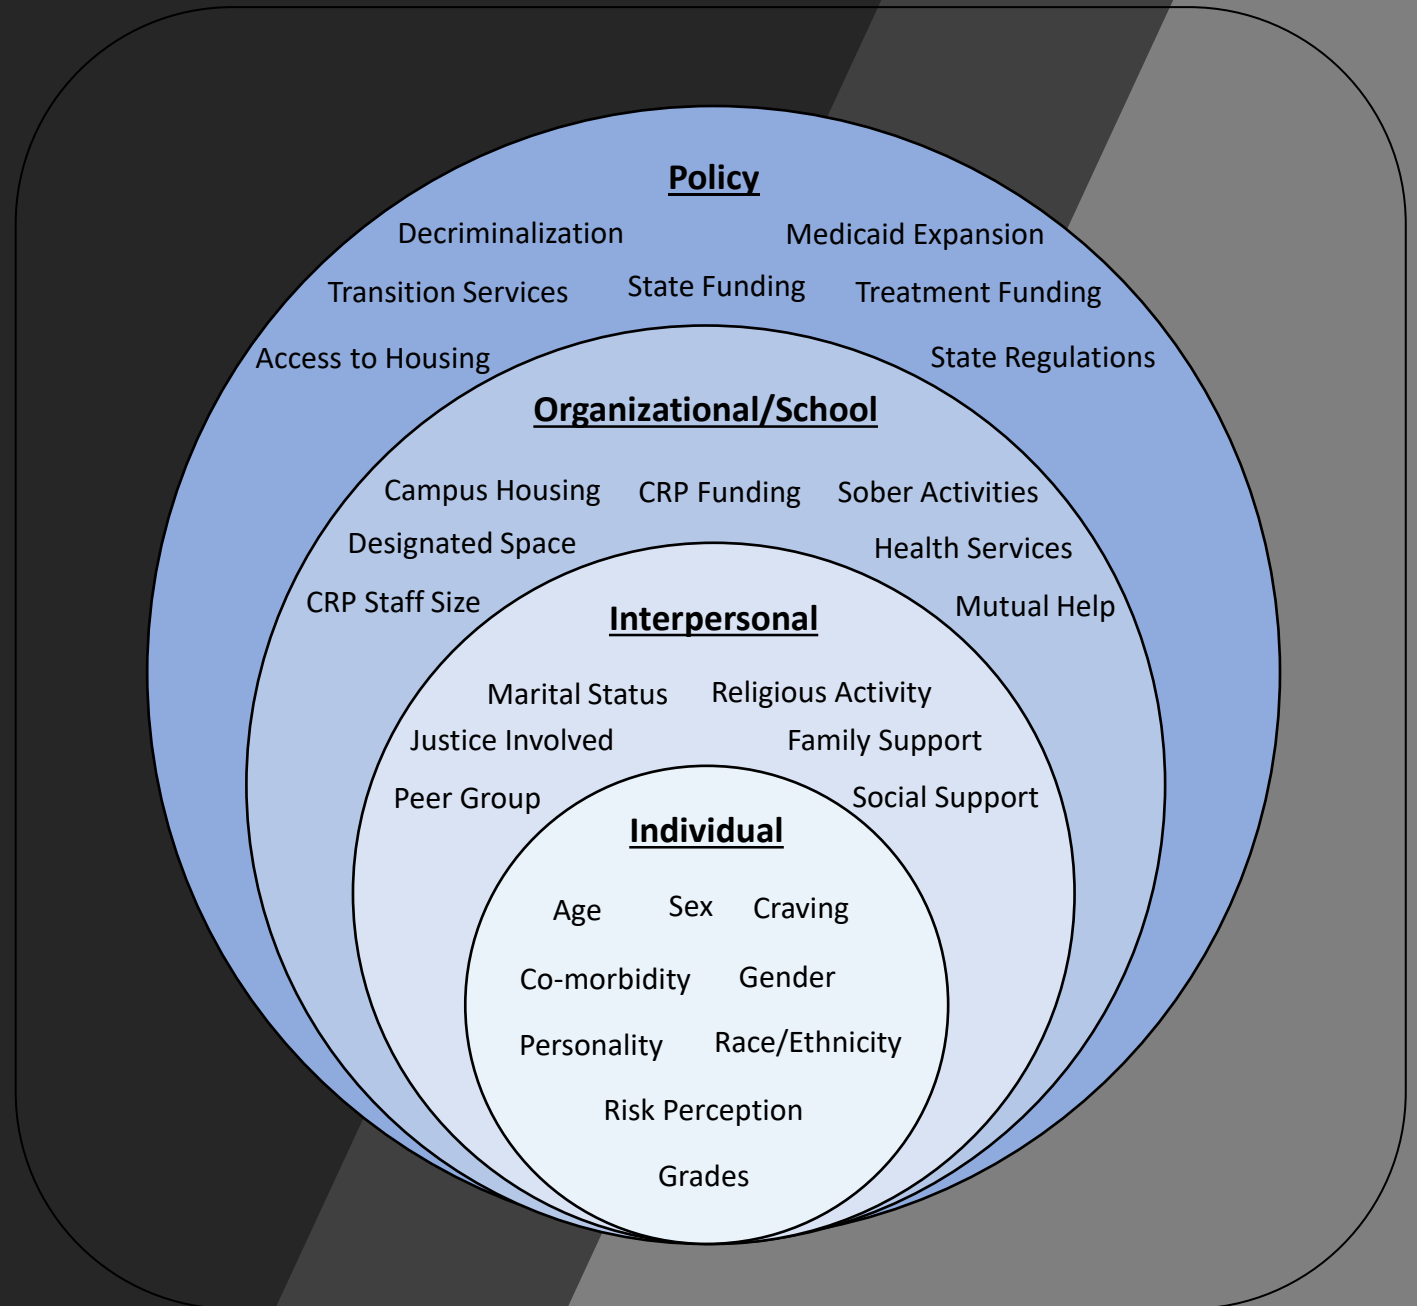 Policy
Decriminalization Medicaid Expansion
Transition Services State Funding Treatment Funding
Access to Housing State Regulations
Organizational/School
Campus Housing CRP Funding Sober Activities
Designated Space Health Services
CRP Staff Size Mutual Help
Interpersonal
Marital Status Religious Activity
Justice Involved Family Support
Peer Group Social Support
Individual
Age Sex Craving
Co-morbidity Gender
Personality Race/Ethnicity
Risk Perception
Grades